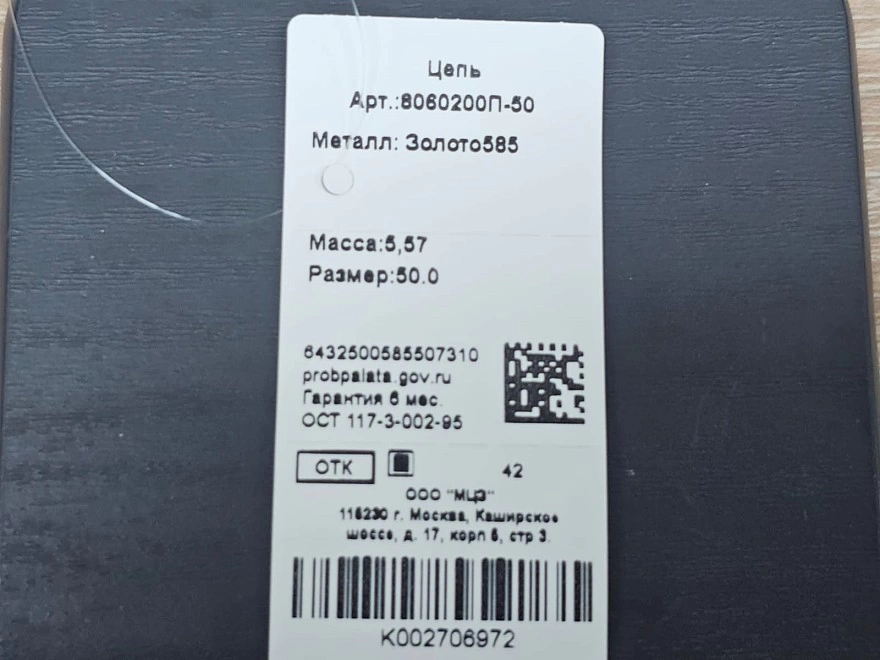 Цепь
Арт.:8060200П-50
Металл: Золото585
Масса:5,57
Размер:50.0
6432500585507310
probpalata.gov.ru
Гарантия 6 мес.
ОСТ 117-3-002-95
ОТК
42
ООО "МЦЗ"
115230 г. Москва, Каширское
шоссе, д. 17, корп 5, стр 3.
К002706972